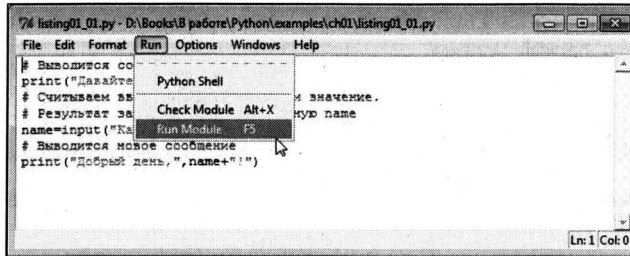 7% listing01_01.py - D:\Books\В работе\Python\examples\ch01\listing01_01.py
File Edit Format Run Options Windows Help
# Выводится со
print("Давайте
Python Shell
# Считываем вв м значение.
Check Module Alt+X
# Результат за ную name
Run Module F5
name=input("Ка
# Выводится новое сообщение
print("Добрый день,",name+"!")
Ln: 1 Col: 0